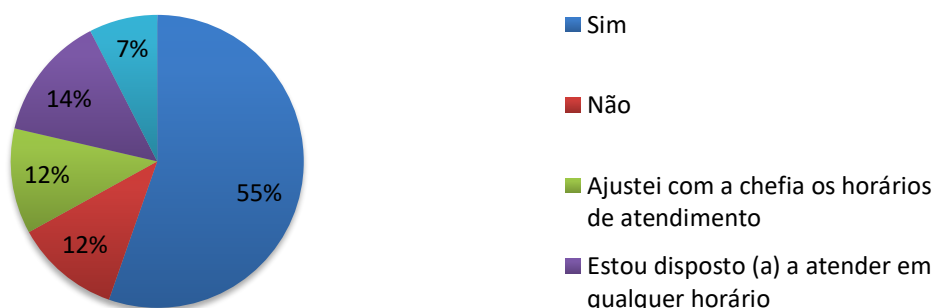 7%
14%
12%
12%
55%
Sim
Não
Ajustei com a chefia os horários
de atendimento
Estou disposto (a) a atender em
qualquer horário